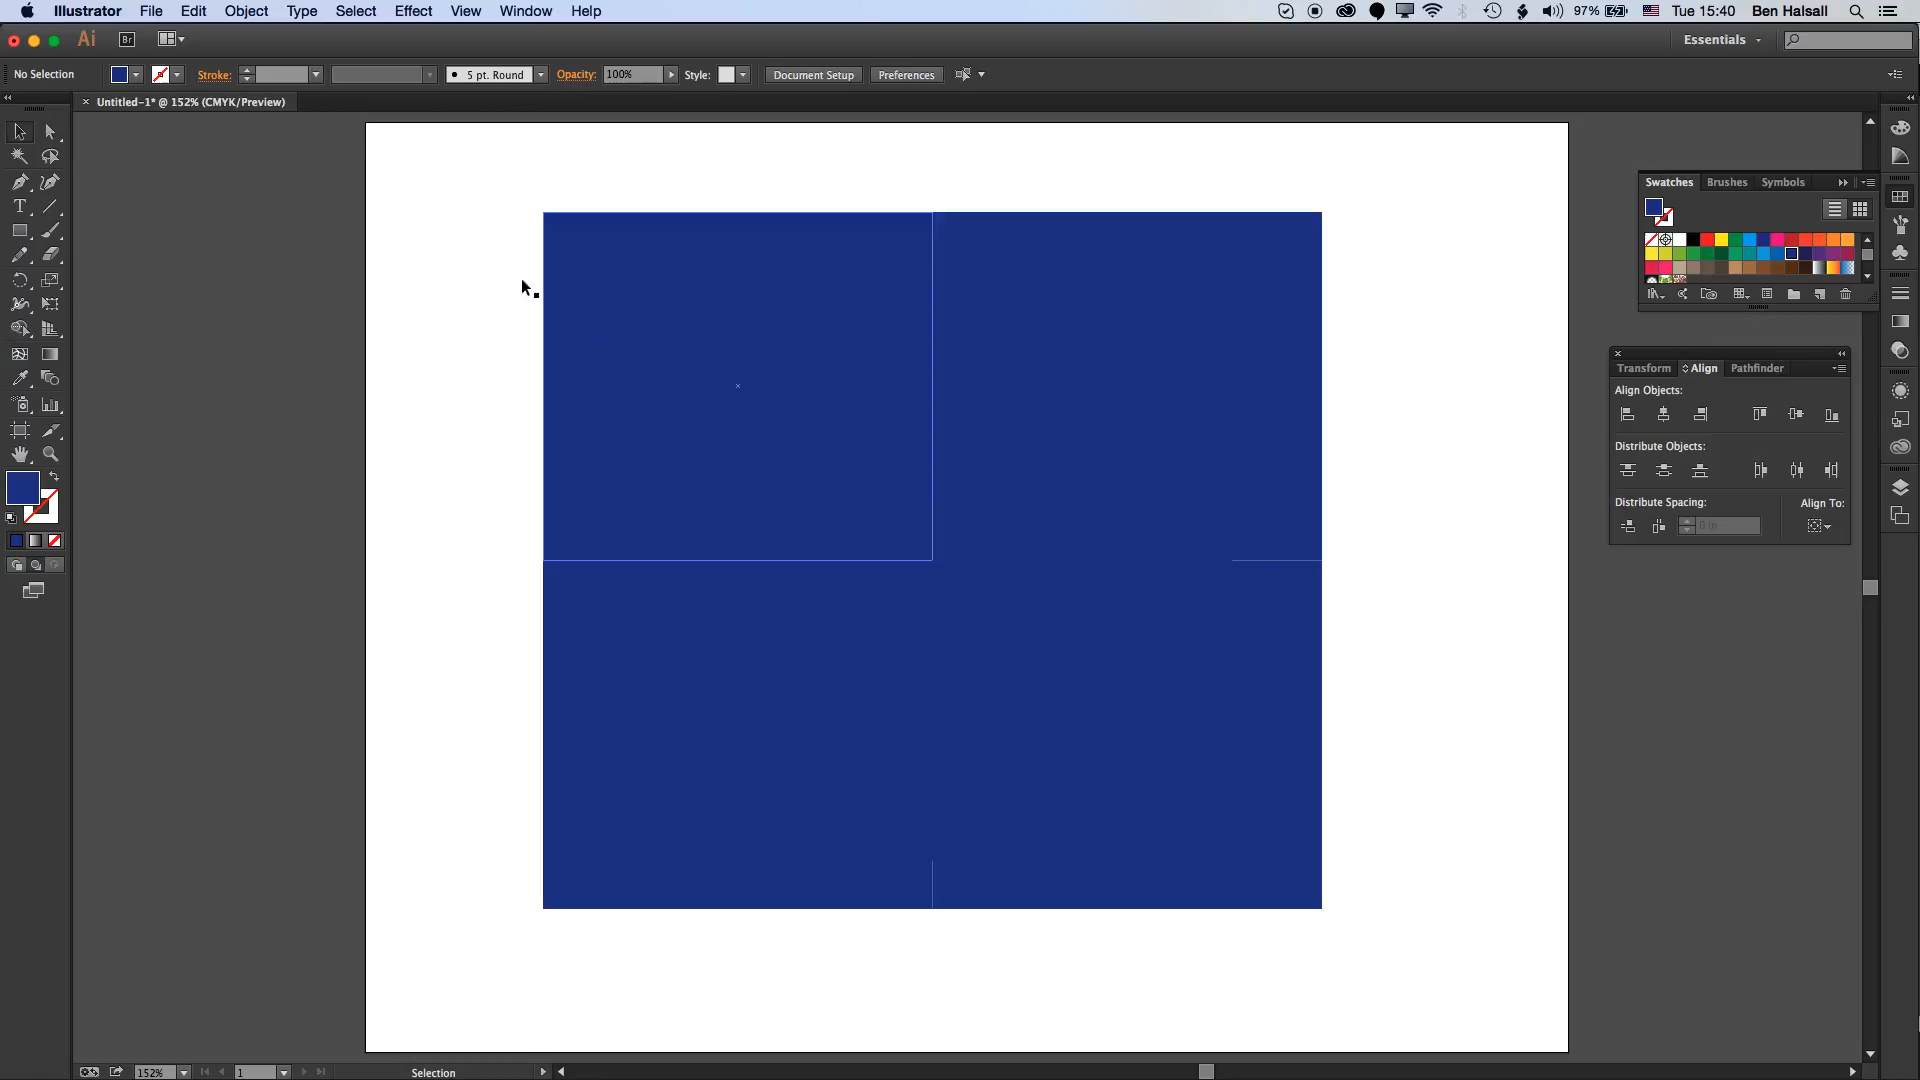 Illustrator File Edit Object Type Select Effect View Window Help 97% Tue 15:40 Ben Halsall
Ai Br Essentials
No Selection Stroke: 5 pt. Round Opacity: 100% Style: Document Setup Preferences
Untitled-1* @ 152% (CMYK/Preview)
Swatches Brushes Symbols
Transform Align Pathfinder
Align Objects:
Distribute Objects:
Distribute Spacing: Align To:
0 in
152% 1 Selection